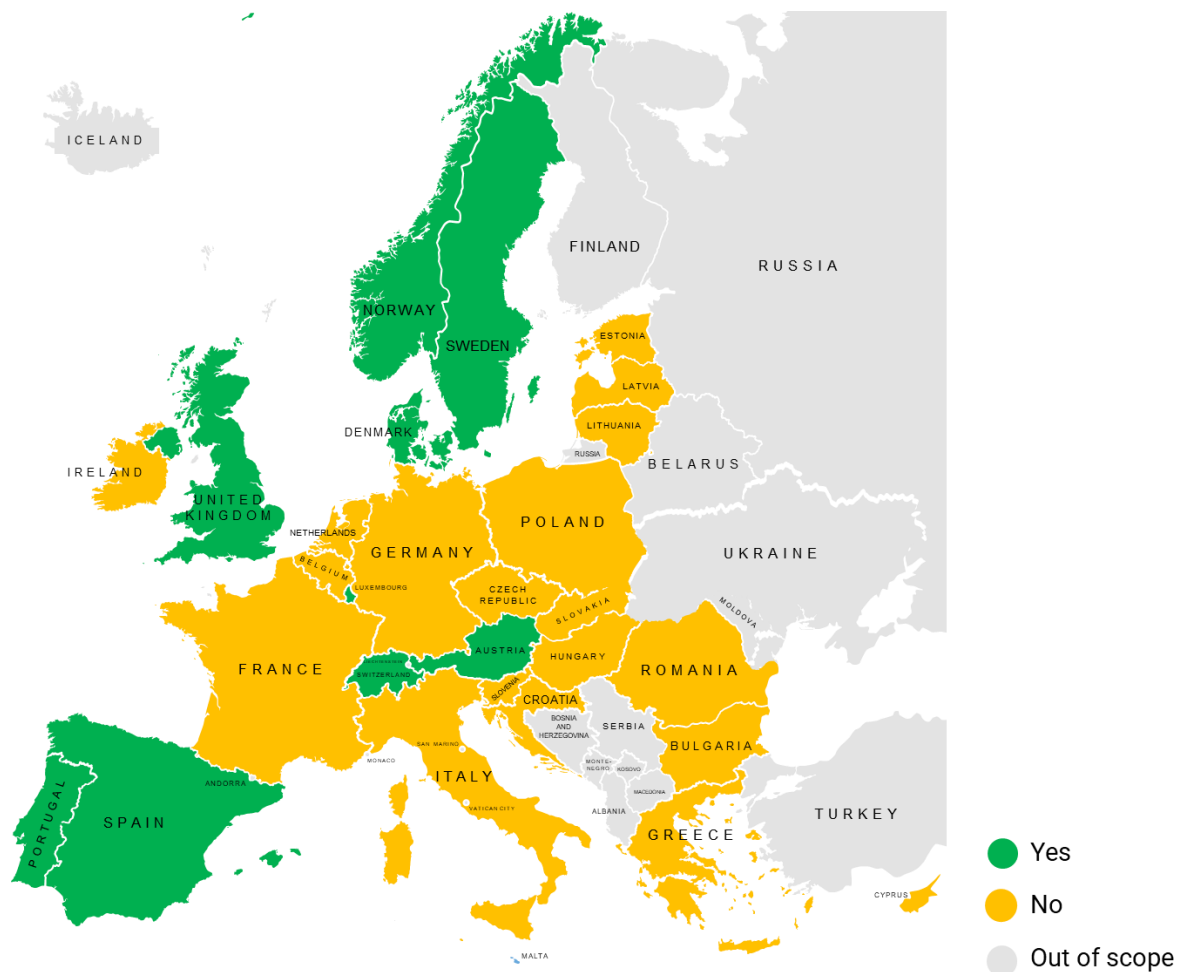 ICELAND
FINLAND
RUSSIA
NORWAY
SWEDEN
ESTONIA
LATVIA
LITHUANIA
DENMARK
RUSSIA
BELARUS
IRELAND
UNITED
KINGDOM
NETHERLANDS
POLAND
GERMANY
UKRAINE
BELGIUM
LUXEMBOURG
CZECH
REPUBLIC
SLOVAKIA
MOLDOVA
AUSTRIA
HUNGARY
FRANCE
SWITZERLAND
ROMANIA
SLOVENIA
CROATIA
BOSNIA
AND
HERZEGOVINA
SERBIA
SAN MARINO
BULGARIA
MONACO
MONTE-
NEGRO
KOSOVO
ITALY
ANDORRA
MACEDONIA
VATICAN CITY
ALBANIA
PORTUGAL
SPAIN
GREECE
TURKEY
CYPRUS
MALTA
Yes
No
Out of scope